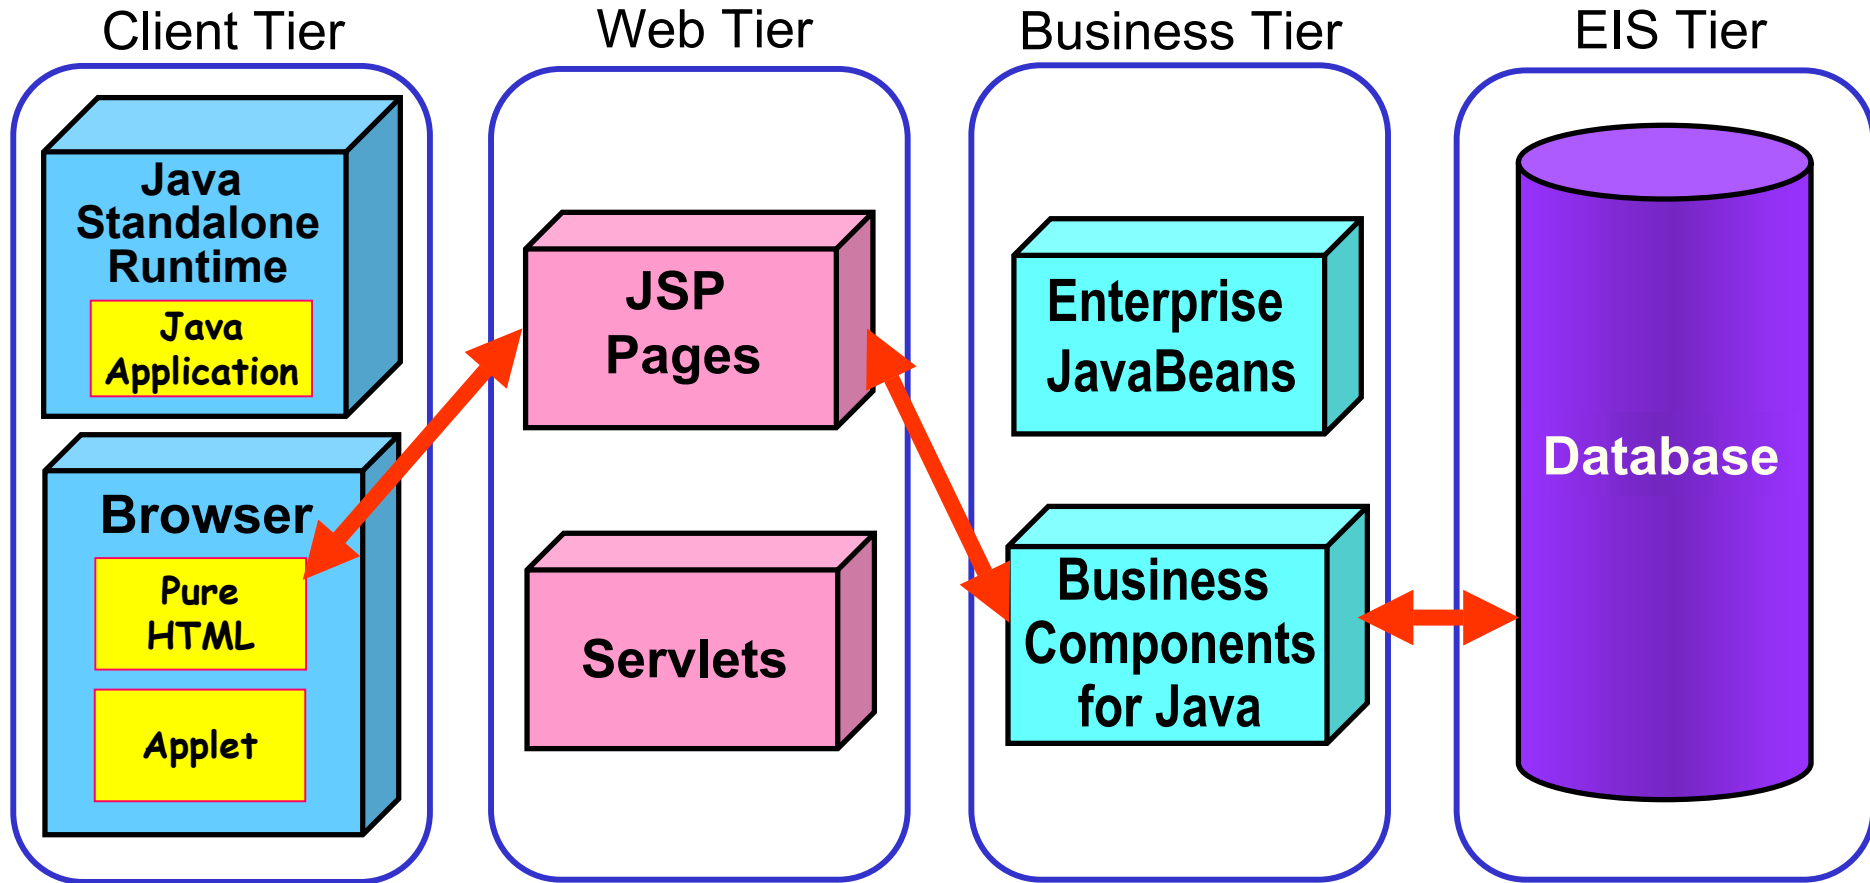 Client Tier
Web Tier
Business Tier
EIS Tier
Java
Standalone
Runtime
Java
Application
Browser
Pure
HTML
Applet
JSP
Pages
Servlets
Enterprise
JavaBeans
Business
Components
for Java
Database